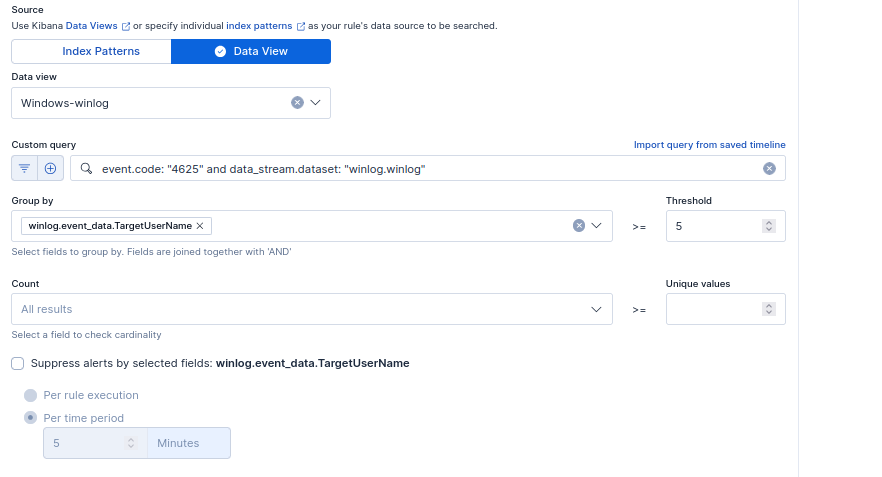 Source
Use Kibana Data Views or specify individual index patterns as your rule's data source to be searched.
Index Patterns
Data View
Data view
Windows-winlog
Custom query
Import query from saved timeline
event.code: "4625" and data_stream.dataset: "winlog.winlog"
Group by
Threshold
winlog.event_data.TargetUserName
>=
5
Select fields to group by. Fields are joined together with 'AND'
Count
Unique values
All results
>=
Select a field to check cardinality
Suppress alerts by selected fields: winlog.event_data.TargetUserName
Per rule execution
Per time period
5 Minutes